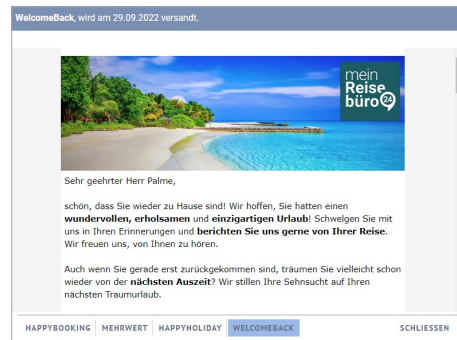 WelcomeBack, wird am 29.09.2022 versandt.
mein
Reise
büro 24
Sehr geehrter Herr Palme,
schön, dass Sie wieder zu Hause sind! Wir hoffen, Sie hatten einen
wundervollen, erholsamen und einzigartigen Urlaub! Schwelgen Sie mit
uns in Ihren Erinnerungen und berichten Sie uns gerne von Ihrer Reise.
Wir freuen uns, von Ihnen zu hören.
Auch wenn Sie gerade erst zurückgekommen sind, träumen Sie vielleicht schon
wieder von der nächsten Auszeit? Wir stillen Ihre Sehnsucht auf Ihren
nächsten Traumurlaub.
HAPPYBOOKING MEHRWERT HAPPYHOLIDAY WELCOMEBACK SCHLIESSEN